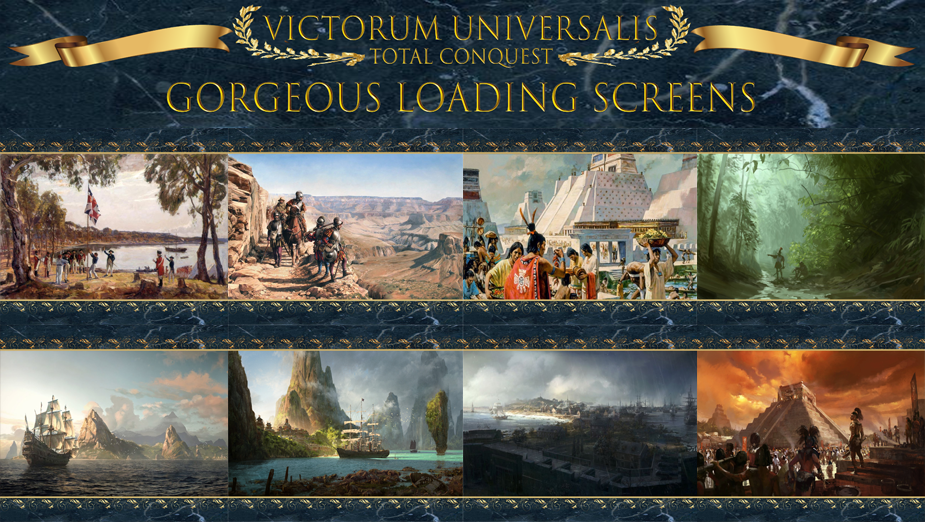 VICTORUM UNIVERSALIS
TOTAL CONQUEST
GORGEOUS LOADING SCREENS